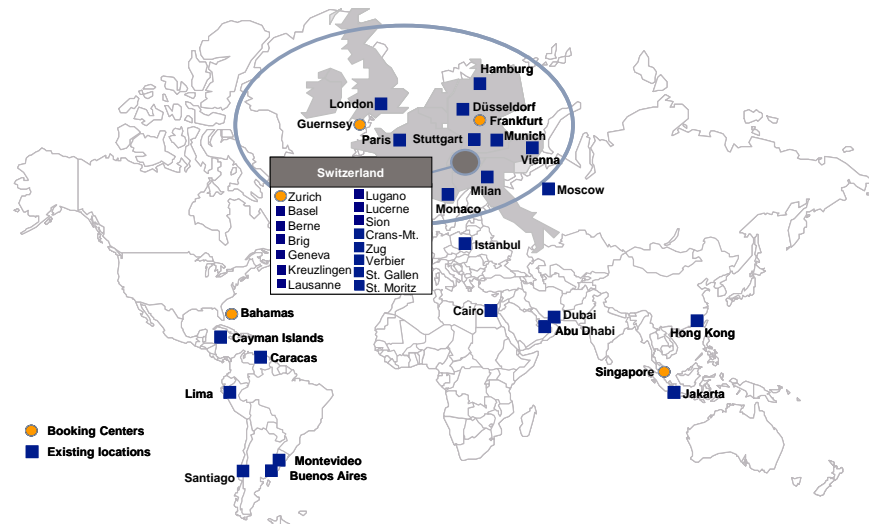 Hamburg
London
Düsseldorf
Guernsey
Frankfurt
Paris
Stuttgart
Munich
Vienna
Switzerland
Milan
Moscow
Monaco
Zurich
Basel
Berne
Brig
Geneva
Kreuzlingen
Lausanne
Lugano
Lucerne
Sion
Crans-Mt.
Zug
Verbier
St. Gallen
St. Moritz
Istanbul
Bahamas
Cairo
Dubai
Abu Dhabi
Hong Kong
Cayman Islands
Caracas
Singapore
Lima
Jakarta
Booking Centers
Existing locations
Montevideo
Santiago
Buenos Aires